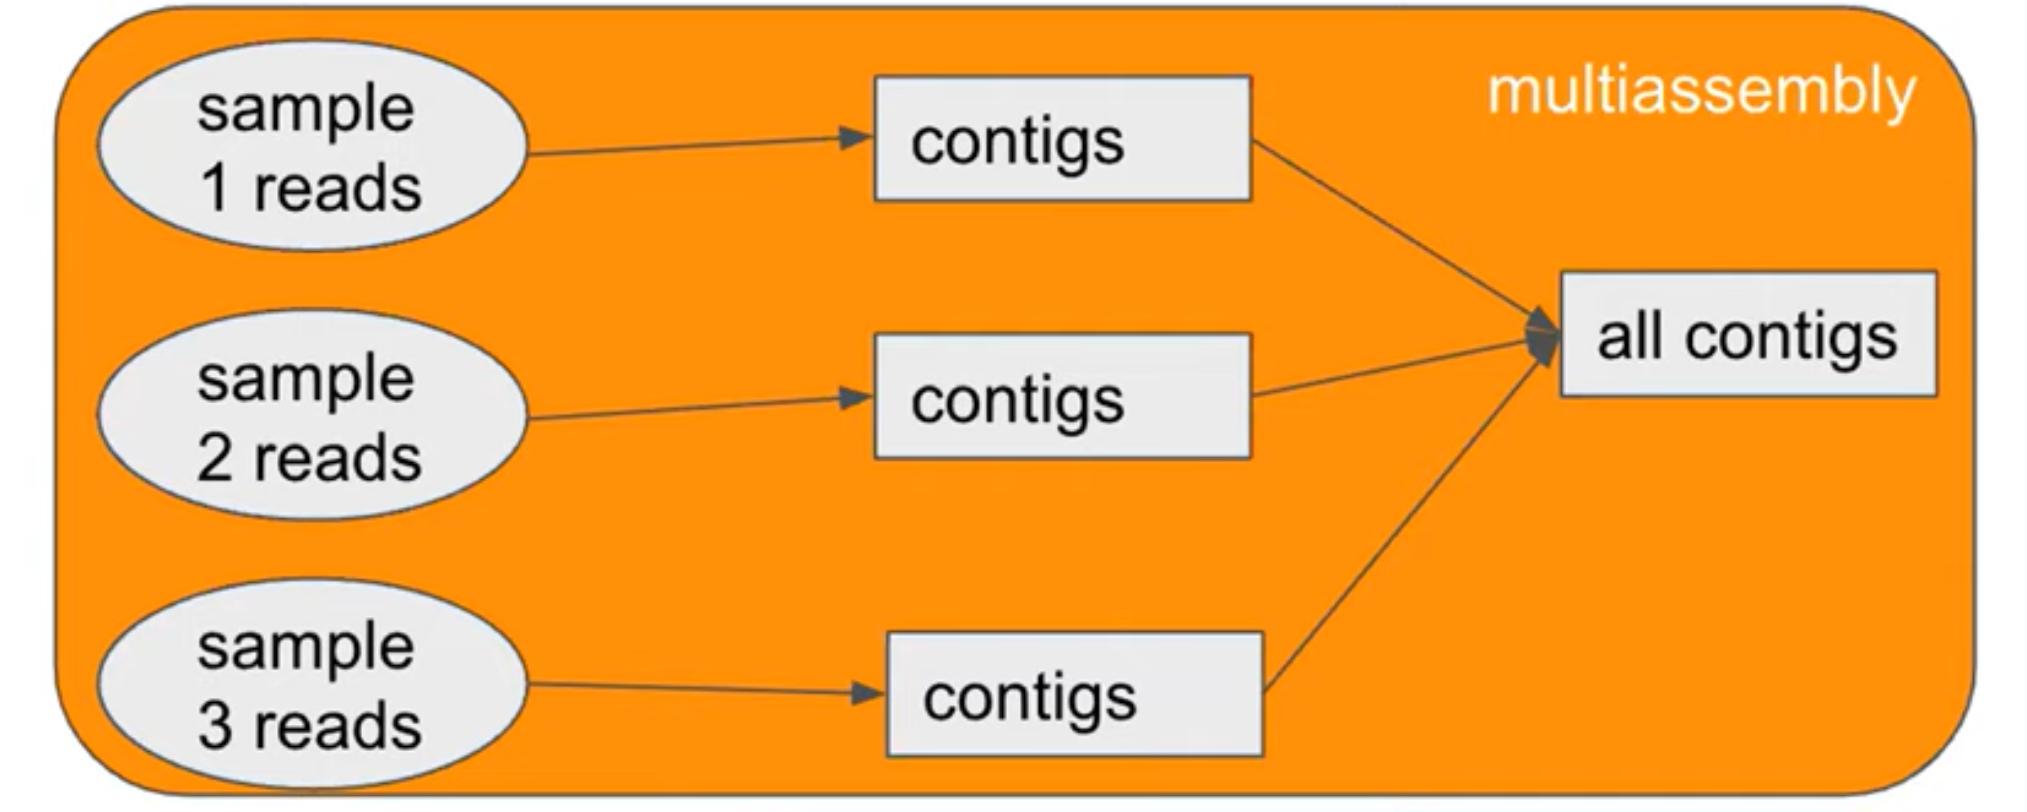 sample
1 reads
contigs
multiassembly
sample
2 reads
contigs
all contigs
sample
3 reads
contigs